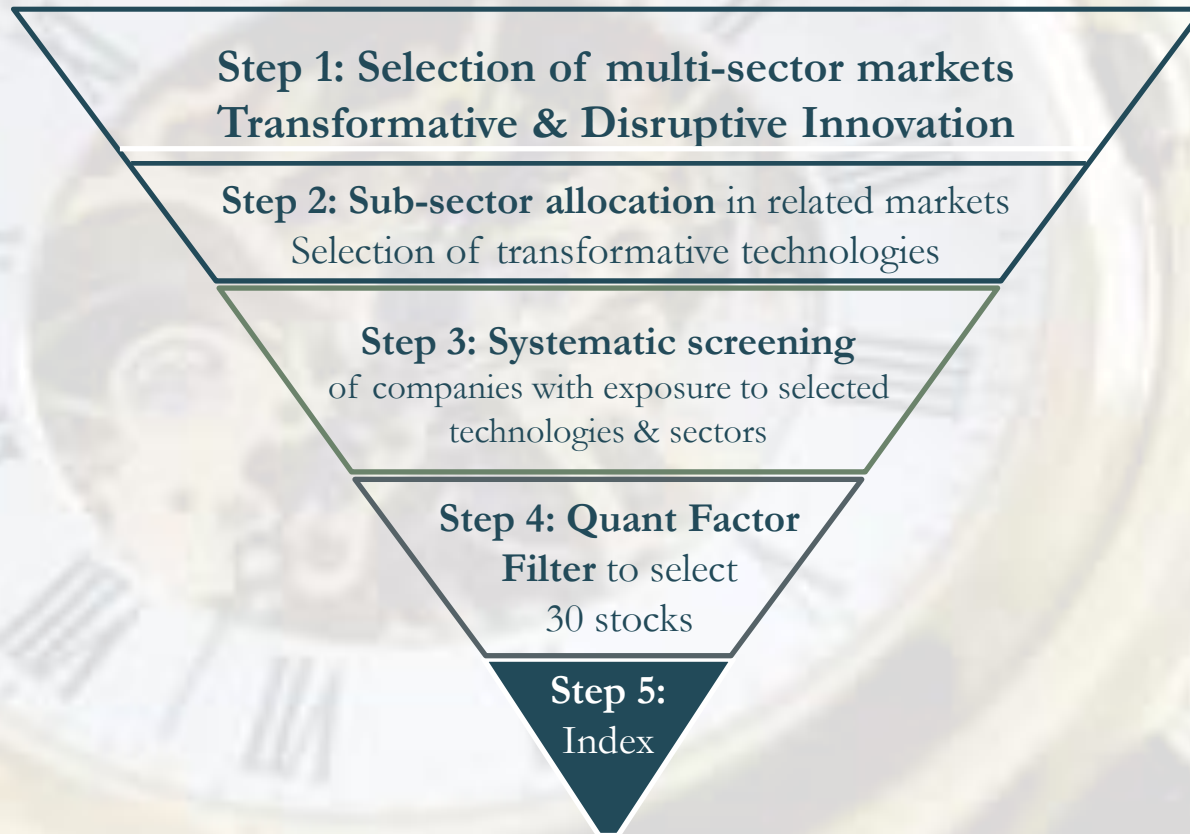 Step 1: Selection of multi-sector markets
Transformative & Disruptive Innovation
Step 2: Sub-sector allocation in related markets
Selection of transformative technologies
Step 3: Systematic screening
of companies with exposure to selected
technologies & sectors
Step 4: Quant Factor
Filter to select
30 stocks
Step 5:
Index